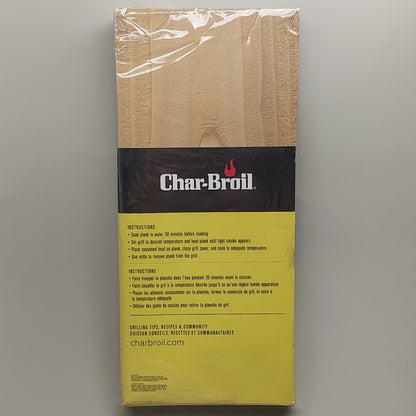 Char-Broil®
INSTRUCTIONS
• Soak plank in water 30 minutes before cooking
• Set grill to desired temperature and heat plank until light smoke appears
• Place seasoned food on plank, close grill cover, and cook to adequate temperature
• Use mitts to remove plank from the grill
INSTRUCTIONS
• Faire tremper la planche dans l'eau pendant 30 minutes avant la cuisson
• Faire chauffer le gril à la température désirée jusqu'à ce qu'une légère fumée apparaisse
• Placer les aliments assaisonnés sur la planche, fermer le couvercle du gril, et cuire à
la température adéquate
• Utiliser des gants de cuisine pour retirer la planche du gril
GRILLING TIPS, RECIPES & COMMUNITY
CUISSON CONSEILS, RECETTES ET COMMUNAUTAIRES
charbroil.com